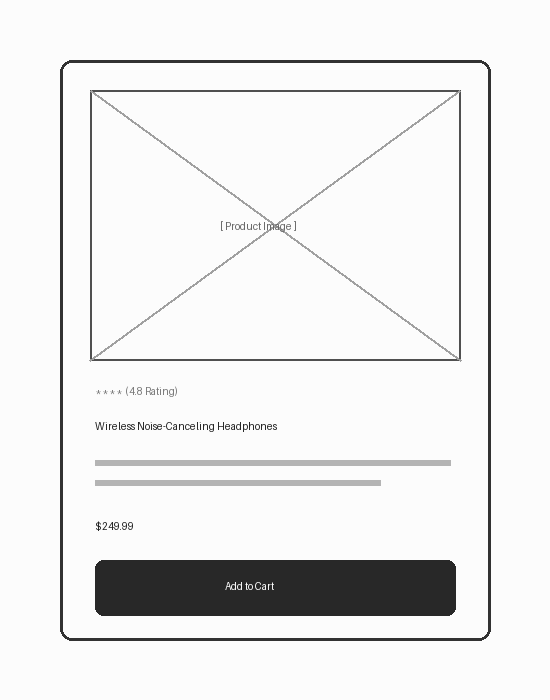 [ Product Image ]
★★★★ (4.8 Rating)
Wireless Noise-Canceling Headphones
$249.99
Add to Cart